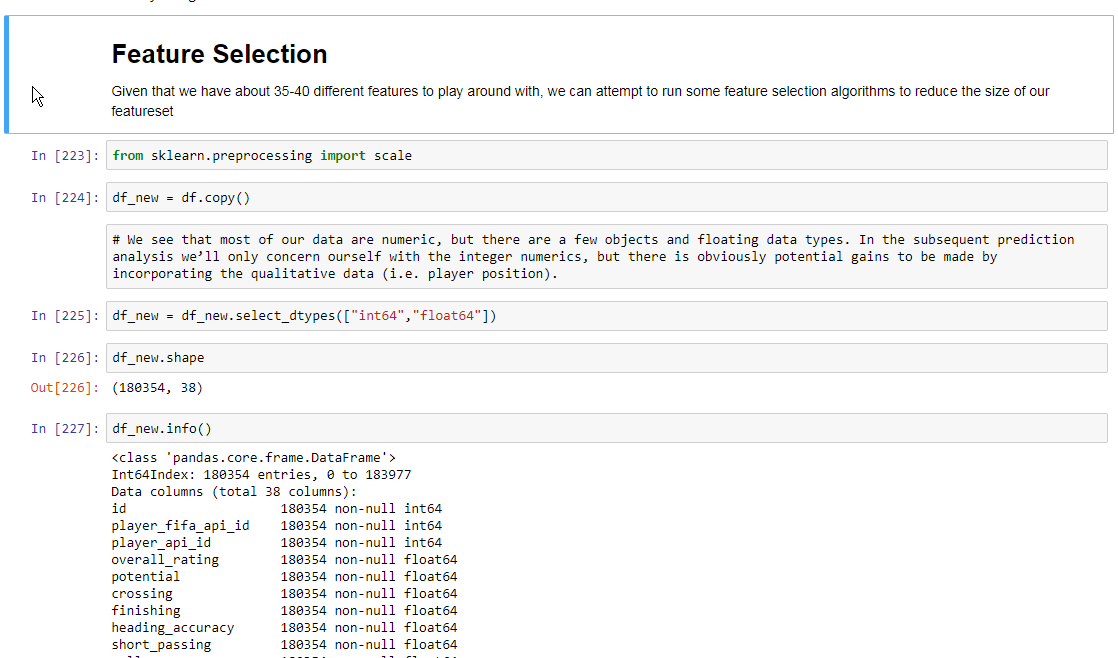 Feature Selection
Given that we have about 35-40 different features to play around with, we can attempt to run some feature selection algorithms to reduce the size of our
featureset
In [223]: from sklearn.preprocessing import scale
In [224]: df_new = df.copy()
# We see that most of our data are numeric, but there are a few objects and floating data types. In the subsequent prediction
analysis we’ll only concern ourself with the integer numerics, but there is obviously potential gains to be made by
incorporating the qualitative data (i.e. player position).
In [225]: df_new = df_new.select_dtypes(["int64","float64"])
In [226]: df_new.shape
Out[226]: (180354, 38)
In [227]: df_new.info()
<class 'pandas.core.frame.DataFrame'>
Int64Index: 180354 entries, 0 to 183977
Data columns (total 38 columns):
id 180354 non-null int64
player_fifa_api_id 180354 non-null int64
player_api_id 180354 non-null int64
overall_rating 180354 non-null float64
potential 180354 non-null float64
crossing 180354 non-null float64
finishing 180354 non-null float64
heading_accuracy 180354 non-null float64
short_passing 180354 non-null float64